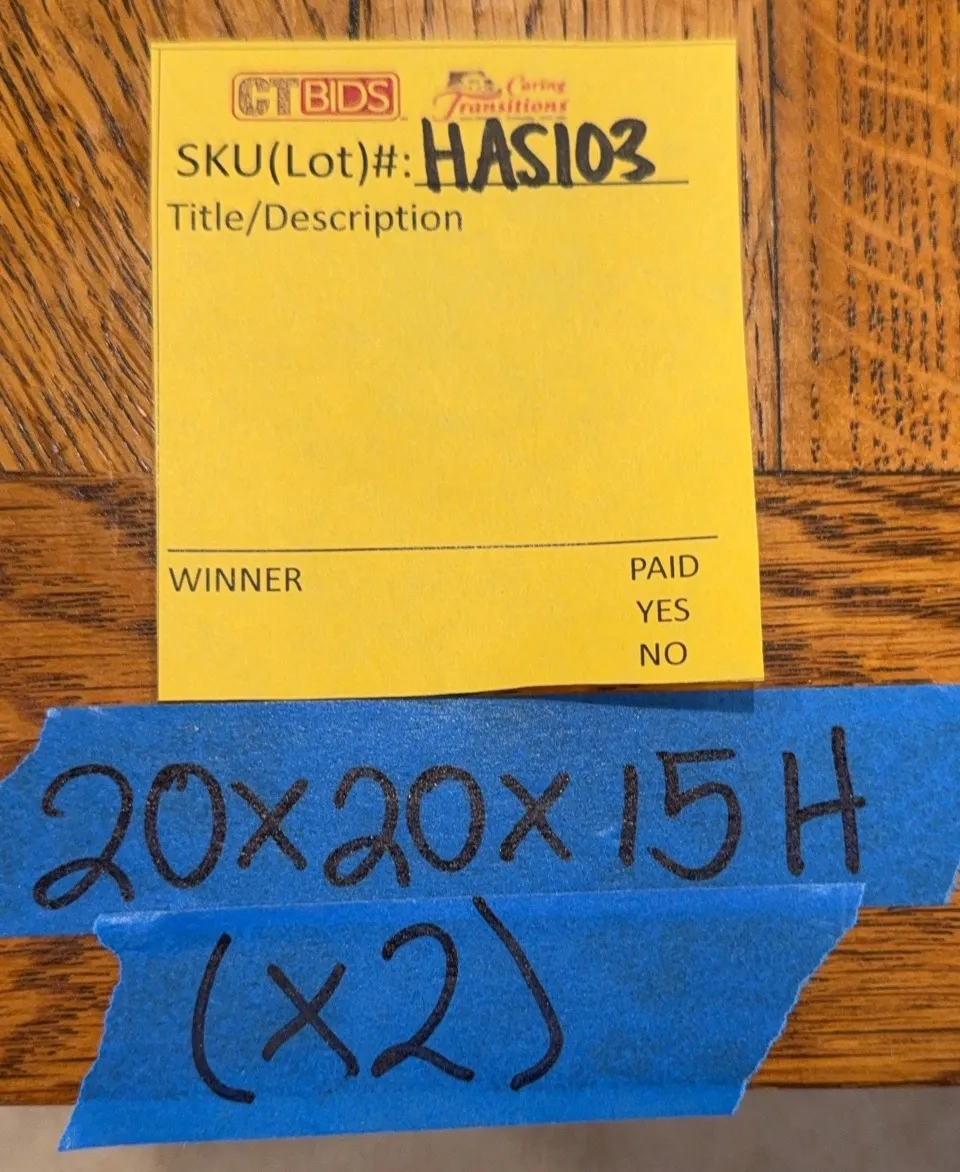 CTBIDS Caring Transitions
SKU(Lot)#: HAS103
Title/Description
WINNER PAID
YES
NO
20x20x15H
(x2)